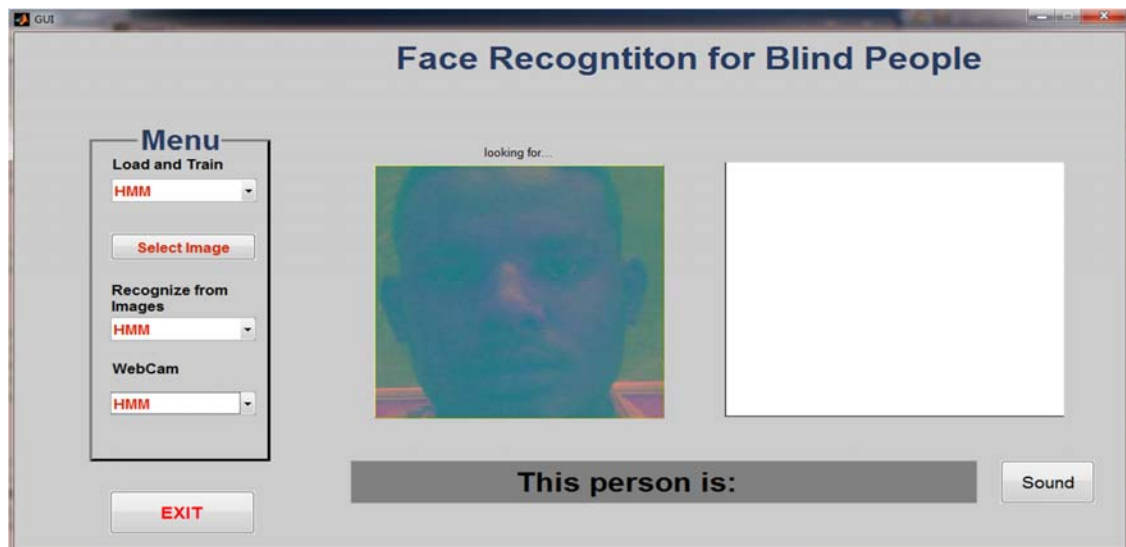 GUI
Face Recogntiton for Blind People
Menu
Load and Train
HMM
Select Image
Recognize from
Images
HMM
WebCam
HMM
EXIT
looking for...
This person is:
Sound